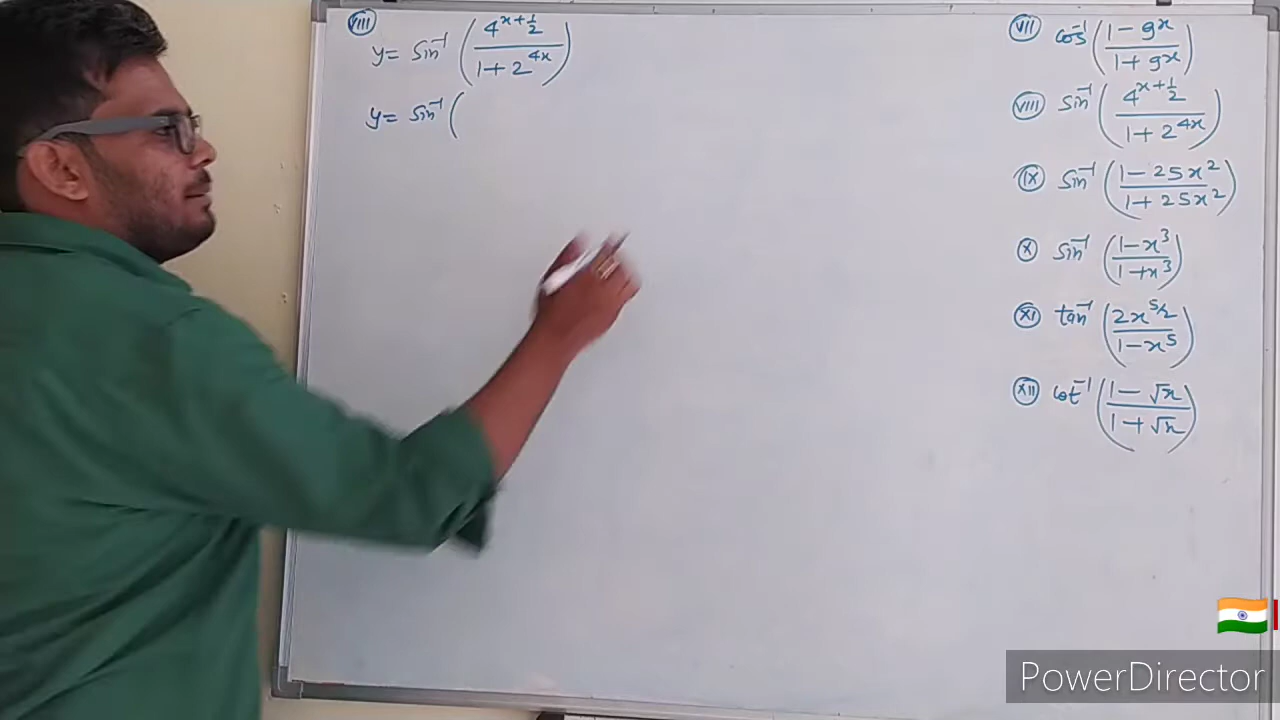 (viii) y = sin⁻¹ (4^(x+1/2) / 1+2^(4x))
y = sin⁻¹ (
(vii) cos⁻¹ (1 - 9^x / 1 + 9^x)
(viii) sin⁻¹ (4^(x+1/2) / 1 + 2^(4x))
(ix) sin⁻¹ (1 - 25x² / 1 + 25x²)
(x) sin⁻¹ (1-x³ / 1+x³)
(xi) tan⁻¹ (2x^(5/2) / 1-x⁵)
(xii) cot⁻¹ (1 - √x / 1 + √x)
PowerDirector